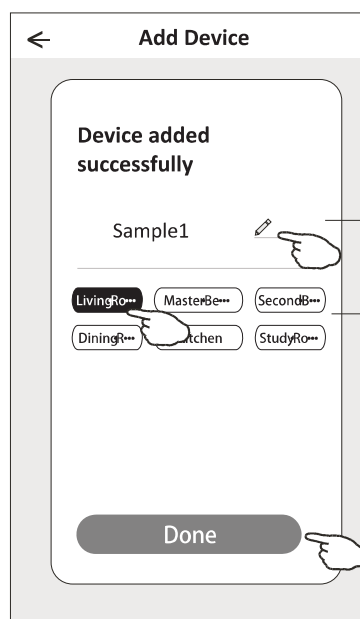 Add Device
Device added
successfully
Sample1
LivingRo••• MasterBe••• SecondB•••
DiningR••• StudyRo•••
Done